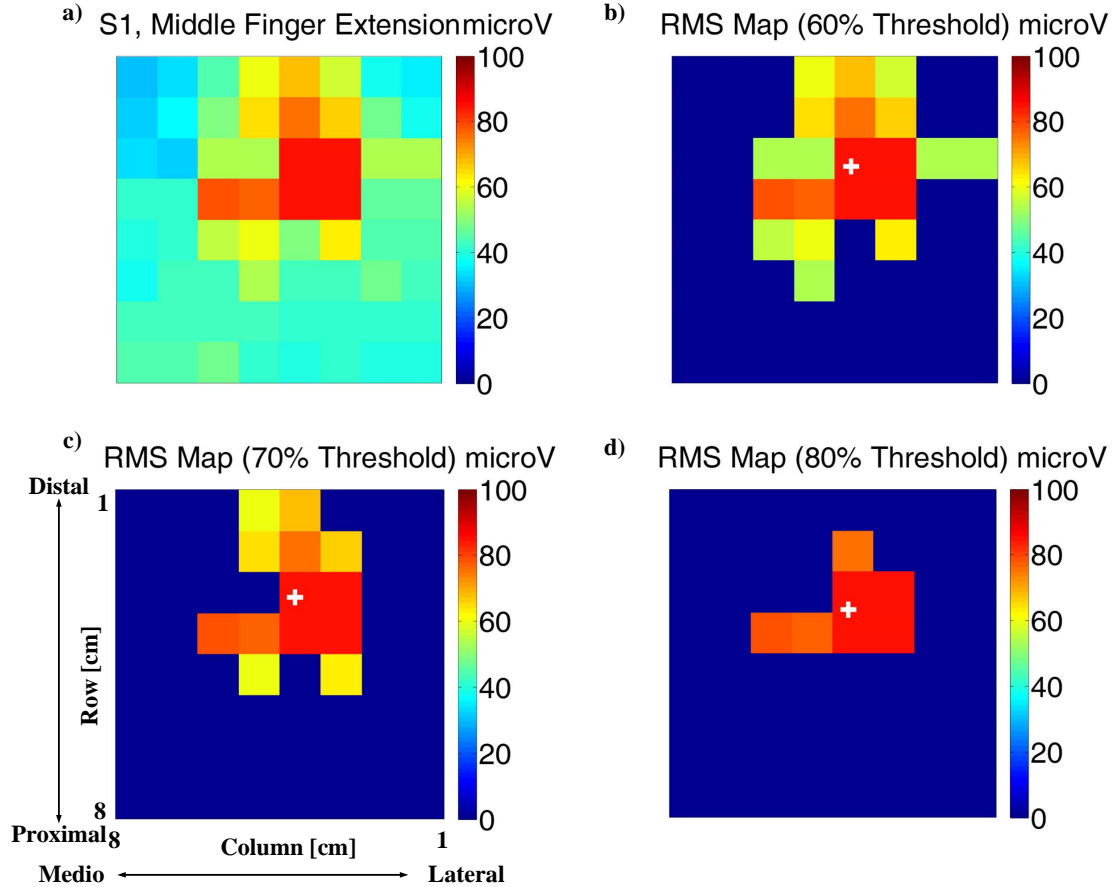 a) S1, Middle Finger Extension microV
100
80
60
40
20
0
b) RMS Map (60% Threshold) microV
100
80
60
40
20
0
c) RMS Map (70% Threshold) microV
Distal
1
Row [cm]
8
Proximal
8
Column [cm]
1
Medio
Lateral
100
80
60
40
20
0
d) RMS Map (80% Threshold) microV
100
80
60
40
20
0